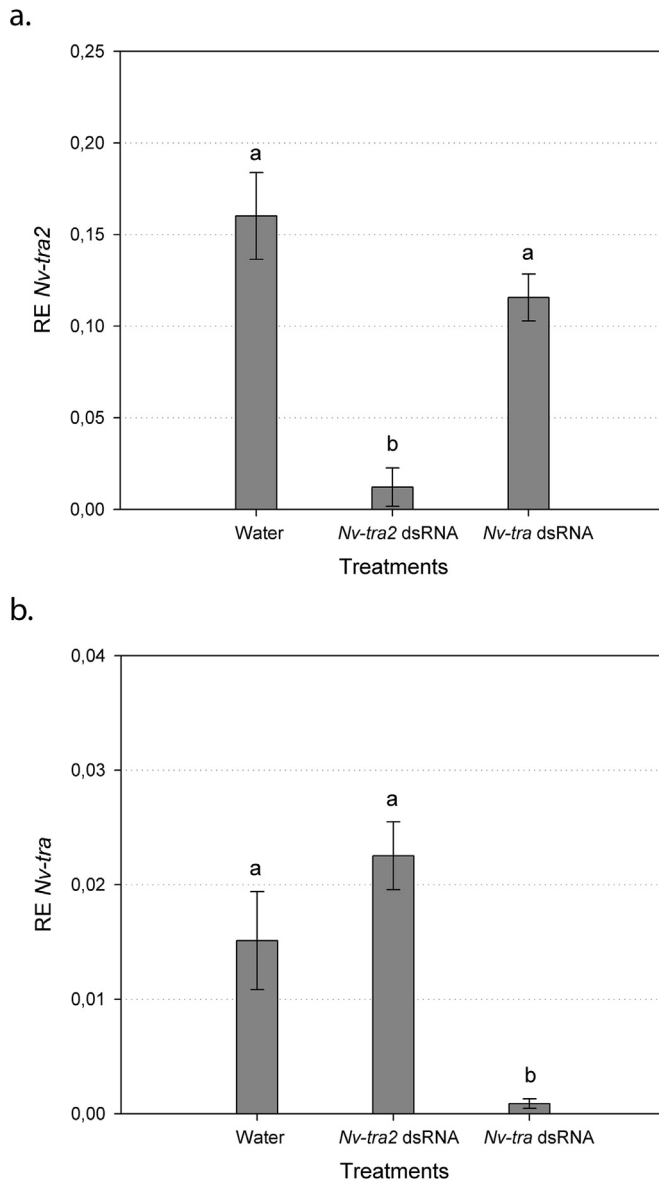 a.
0,25
0,20
0,15
0,10
0,05
0,00
RE Nv-tra2
a
b
a
Water Nv-tra2 dsRNA Nv-tra dsRNA
Treatments
b.
0,04
0,03
0,02
0,01
0,00
RE Nv-tra
a
a
b
Water Nv-tra2 dsRNA Nv-tra dsRNA
Treatments